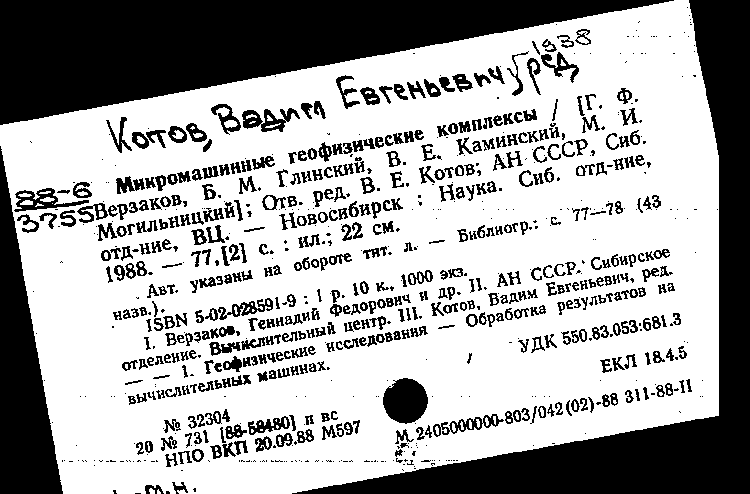 Котов, Вадим Евгеньевич, ред.
1938
88-6
3755
Микромашинные геофизические комплексы / [Г. Ф.
Верзаков, Б. М. Глинский, В. Е. Каминский, М. И.
Могильницкий]; Отв. ред. В. Е. Котов; АН СССР, Сиб.
отд-ние, ВЦ. — Новосибирск : Наука. Сиб. отд-ние,
1988. — 77,[2] с. : ил.; 22 см.
Авт. указаны на обороте тит. л. — Библиогр.: с. 77—78 (43
назв.).
ISBN 5-02-028591-9 : 1 р. 10 к., 1000 экз.
I. Верзаков, Геннадий Федорович и др. II. АН СССР. Сибирское
отделение. Вычислительный центр. III. Котов, Вадим Евгеньевич, ред.
— — 1. Геофизические исследования — Обработка результатов на
вычислительных машинах.
УДК 550.83.053:681.3
ЕКЛ 18.4.5
№ 32304
20 № 731 [88-58480] п вс
НПО ВКП 20.09.88 М597
М 2405000000-803/042(02)-88 311-88-II